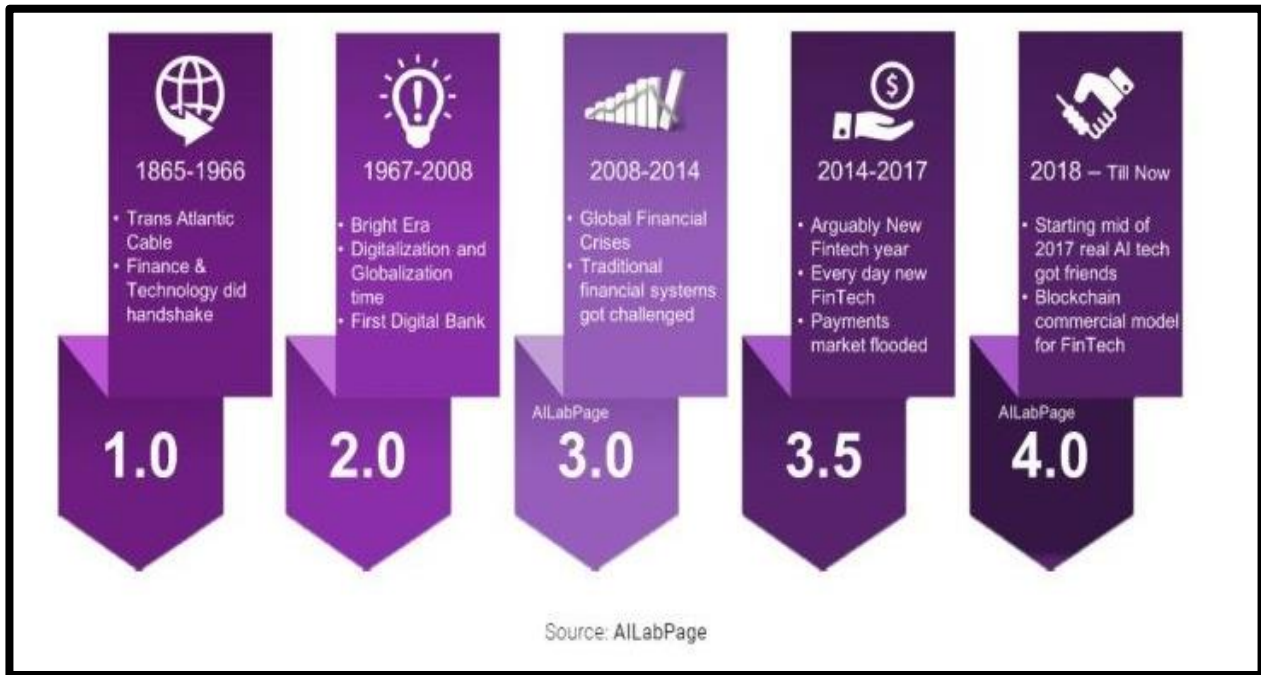 1865-1966
• Trans Atlantic
Cable
• Finance &
Technology did
handshake
1.0
1967-2008
• Bright Era
• Digitalization and
Globalization
time
• First Digital Bank
2.0
2008-2014
• Global Financial
Crises
• Traditional
financial systems
got challenged
AILabPage
3.0
2014-2017
• Arguably New
Fintech year
• Every day new
FinTech
• Payments
market flooded
3.5
2018 – Till Now
• Starting mid of
2017 real AI tech
got friends
• Blockchain
commercial model
for FinTech
AILabPage
4.0
Source: AILabPage